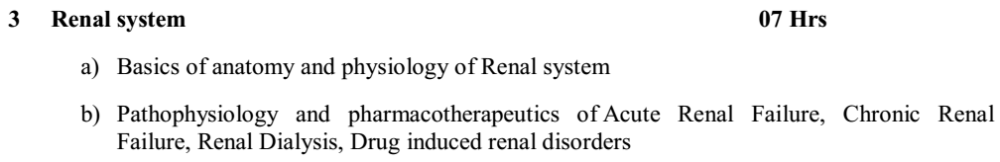 3 Renal system 07 Hrs
a) Basics of anatomy and physiology of Renal system
b) Pathophysiology and pharmacotherapeutics of Acute Renal Failure, Chronic Renal
Failure, Renal Dialysis, Drug induced renal disorders